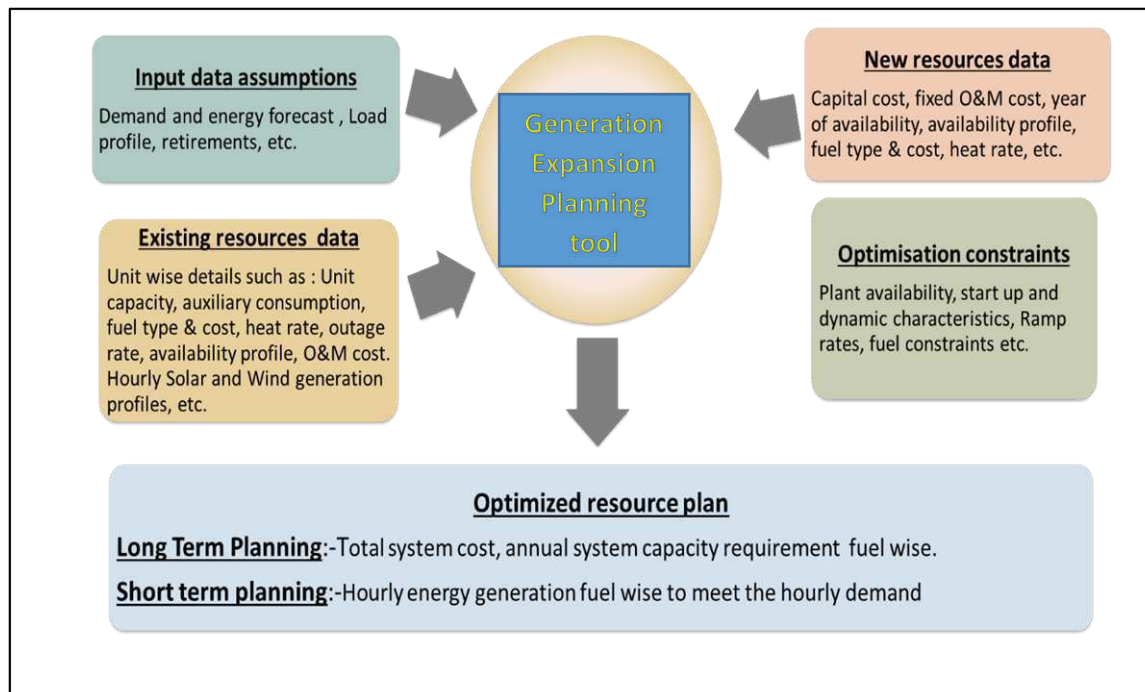 Input data assumptions
Demand and energy forecast , Load
profile, retirements, etc.
Existing resources data
Unit wise details such as : Unit
capacity, auxiliary consumption,
fuel type & cost, heat rate, outage
rate, availability profile, O&M cost.
Hourly Solar and Wind generation
profiles, etc.
Generation
Expansion
Planning
tool
New resources data
Capital cost, fixed O&M cost, year
of availability, availability profile,
fuel type & cost, heat rate, etc.
Optimisation constraints
Plant availability, start up and
dynamic characteristics, Ramp
rates, fuel constraints etc.
Optimized resource plan
Long Term Planning:-Total system cost, annual system capacity requirement fuel wise.
Short term planning:-Hourly energy generation fuel wise to meet the hourly demand